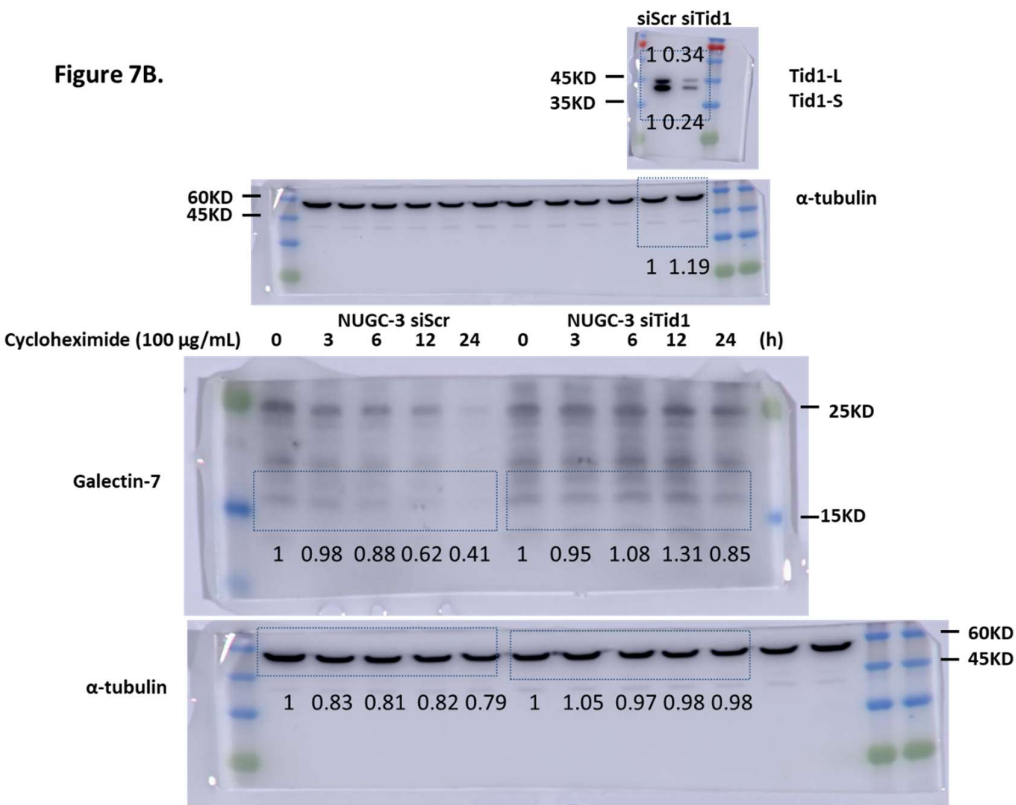 Figure 7B.
siScr siTid1
1 0.34
45KD
35KD
Tid1-L
Tid1-S
1 0.24
60KD
45KD
α-tubulin
1 1.19
NUGC-3 siScr NUGC-3 siTid1
Cycloheximide (100 µg/mL) 0 3 6 12 24 0 3 6 12 24 (h)
25KD
Galectin-7
15KD
1 0.98 0.88 0.62 0.41 1 0.95 1.08 1.31 0.85
60KD
45KD
α-tubulin
1 0.83 0.81 0.82 0.79 1 1.05 0.97 0.98 0.98